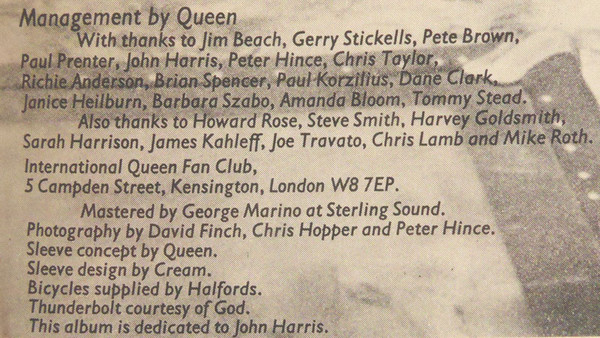 Management by Queen
With thanks to Jim Beach, Gerry Stickells, Pete Brown,
Paul Prenter, John Harris, Peter Hince, Chris Taylor,
Richie Anderson, Brian Spencer, Paul Korzilius, Dane Clark,
Janice Heilburn, Barbara Szabo, Amanda Bloom, Tommy Stead.
Also thanks to Howard Rose, Steve Smith, Harvey Goldsmith,
Sarah Harrison, James Kahleff, Joe Travato, Chris Lamb and Mike Roth.
International Queen Fan Club,
5 Campden Street, Kensington, London W8 7EP.
Mastered by George Marino at Sterling Sound.
Photography by David Finch, Chris Hopper and Peter Hince.
Sleeve concept by Queen.
Sleeve design by Cream.
Bicycles supplied by Halfords.
Thunderbolt courtesy of God.
This album is dedicated to John Harris.